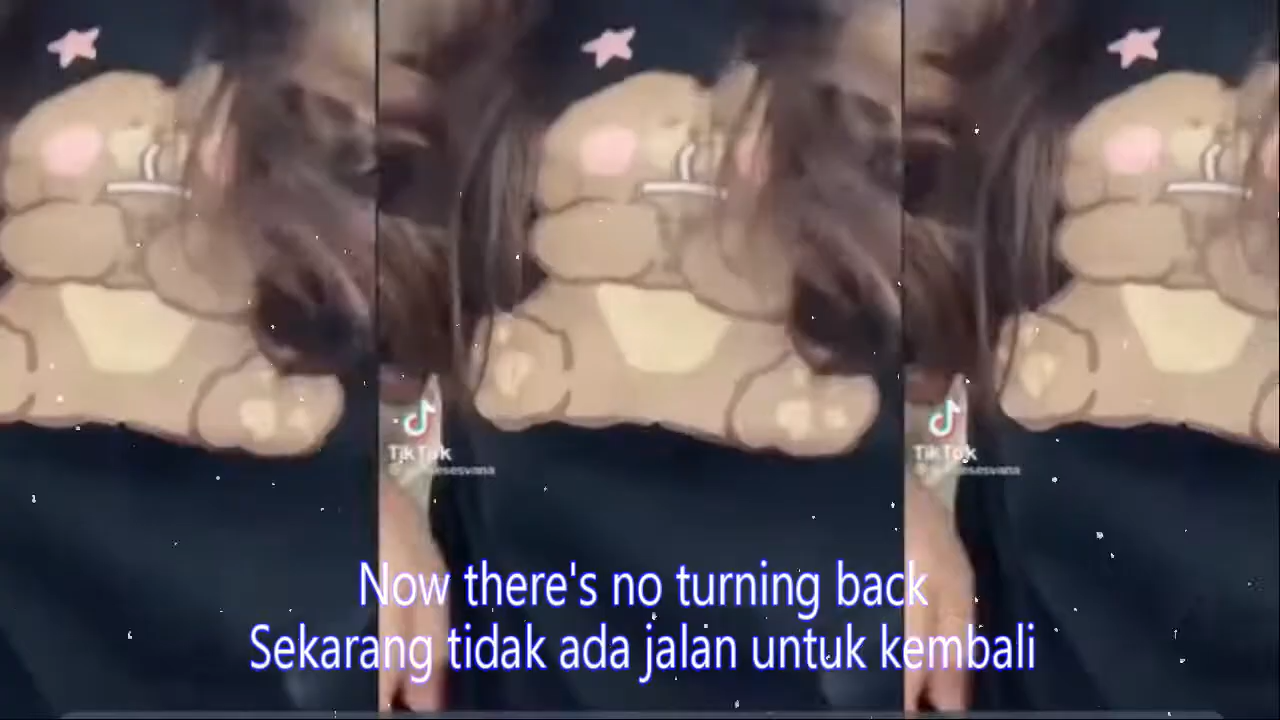 TikTok
TikTok
Now there's no turning back
Sekarang tidak ada jalan untuk kembali